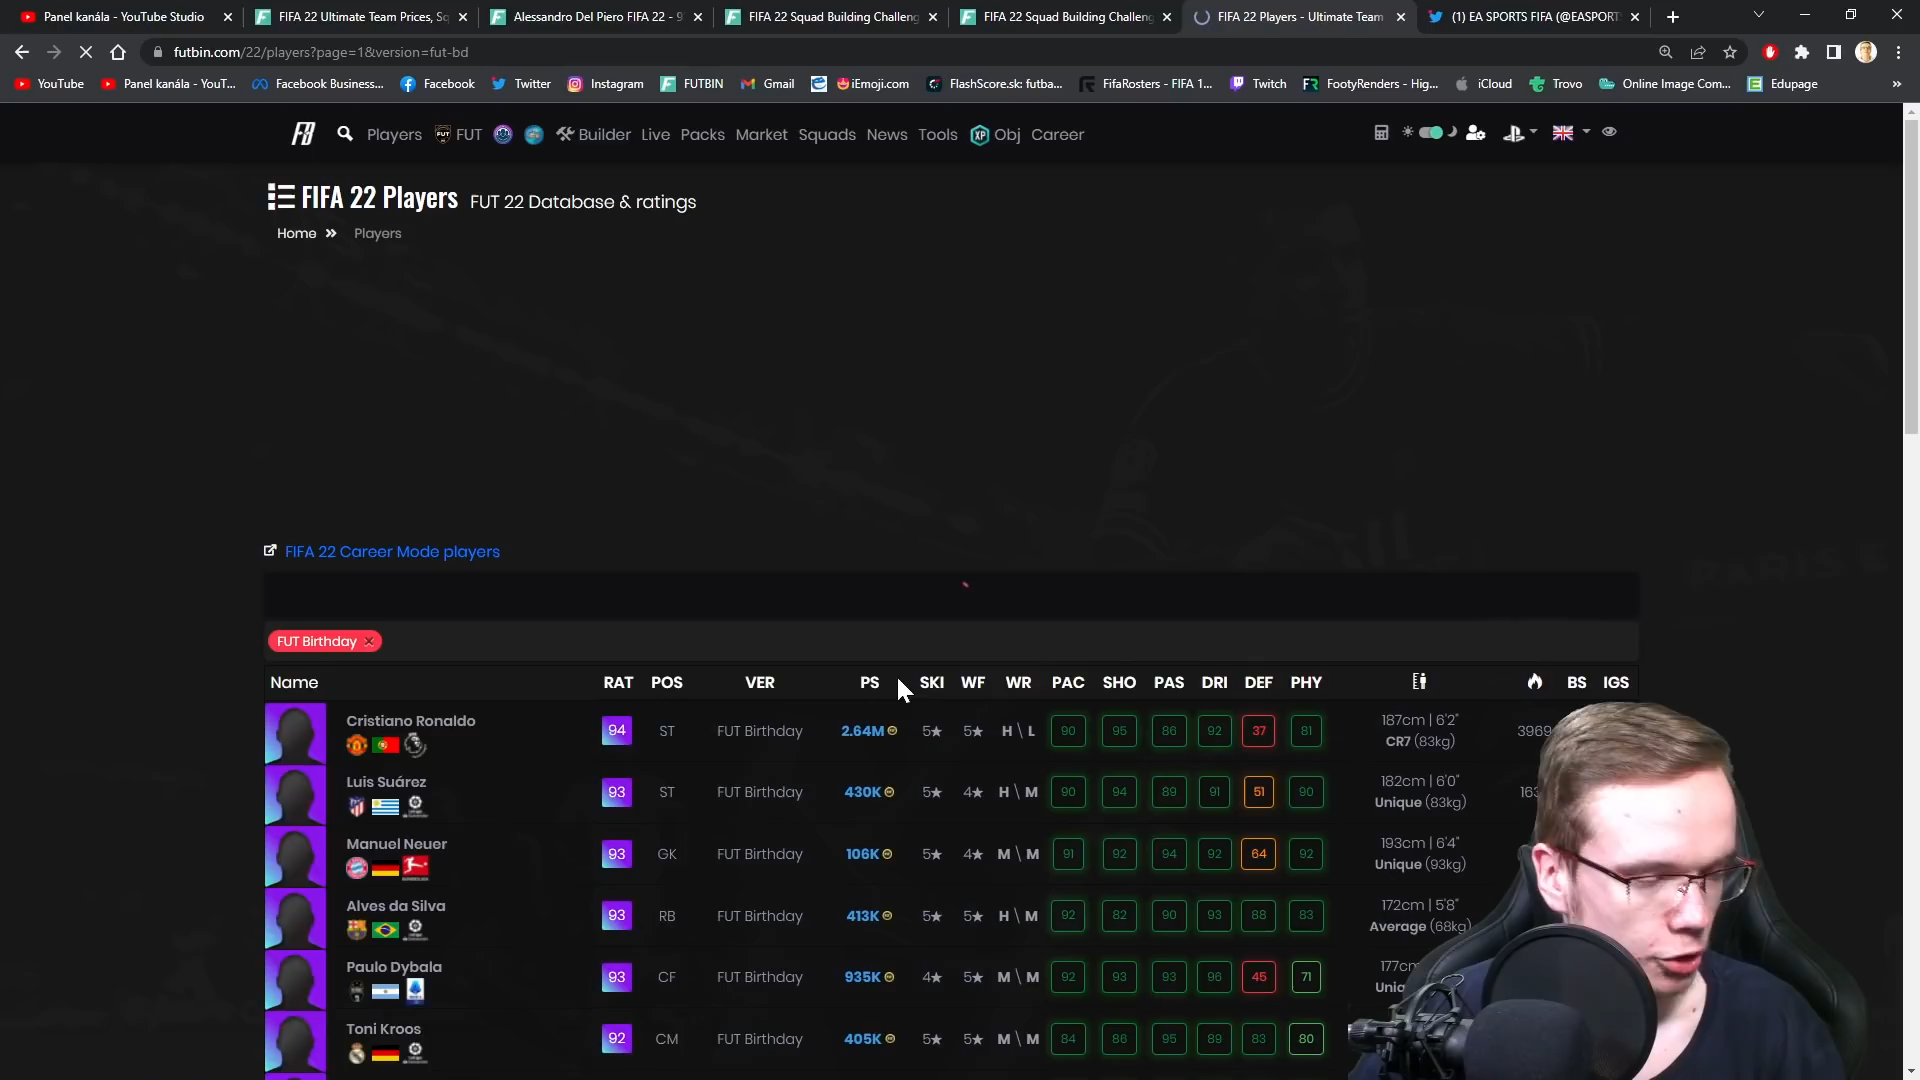 Panel kanála - YouTube Studio
FIFA 22 Ultimate Team Prices, Sq
Alessandro Del Piero FIFA 22 - 9
FIFA 22 Squad Building Challeng
FIFA 22 Squad Building Challeng
FIFA 22 Players - Ultimate Team
(1) EA SPORTS FIFA (@EASPORT
futbin.com/22/players?page=1&version=fut-bd
YouTube
Panel kanála - YouT...
Facebook Business...
Facebook
Twitter
Instagram
FUTBIN
Gmail
iEmoji.com
FlashScore.sk: futba...
FifaRosters - FIFA 1...
Twitch
FootyRenders - Hig...
iCloud
Trovo
Online Image Com...
Edupage
Players FUT Builder Live Packs Market Squads News Tools XP Obj Career
FIFA 22 Players FUT 22 Database & ratings
Home » Players
FIFA 22 Career Mode players
FUT Birthday
Name RAT POS VER PS SKI WF WR PAC SHO PAS DRI DEF PHY BS IGS
Cristiano Ronaldo 94 ST FUT Birthday 2.64M 5★ 5★ H \ L 90 95 86 92 37 81 187cm | 6'2" CR7 (83kg) 3969
Luis Suárez 93 ST FUT Birthday 430K 5★ 4★ H \ M 90 94 89 91 51 90 182cm | 6'0" Unique (83kg)
Manuel Neuer 93 GK FUT Birthday 106K 5★ 4★ M \ M 91 92 94 92 64 92 193cm | 6'4" Unique (93kg)
Alves da Silva 93 RB FUT Birthday 413K 5★ 5★ H \ M 92 82 90 93 88 83 172cm | 5'8" Average (68kg)
Paulo Dybala 93 CF FUT Birthday 935K 4★ 5★ M \ M 92 93 93 96 45 71 177cm
Toni Kroos 92 CM FUT Birthday 405K 5★ 5★ M \ M 84 86 95 89 83 80